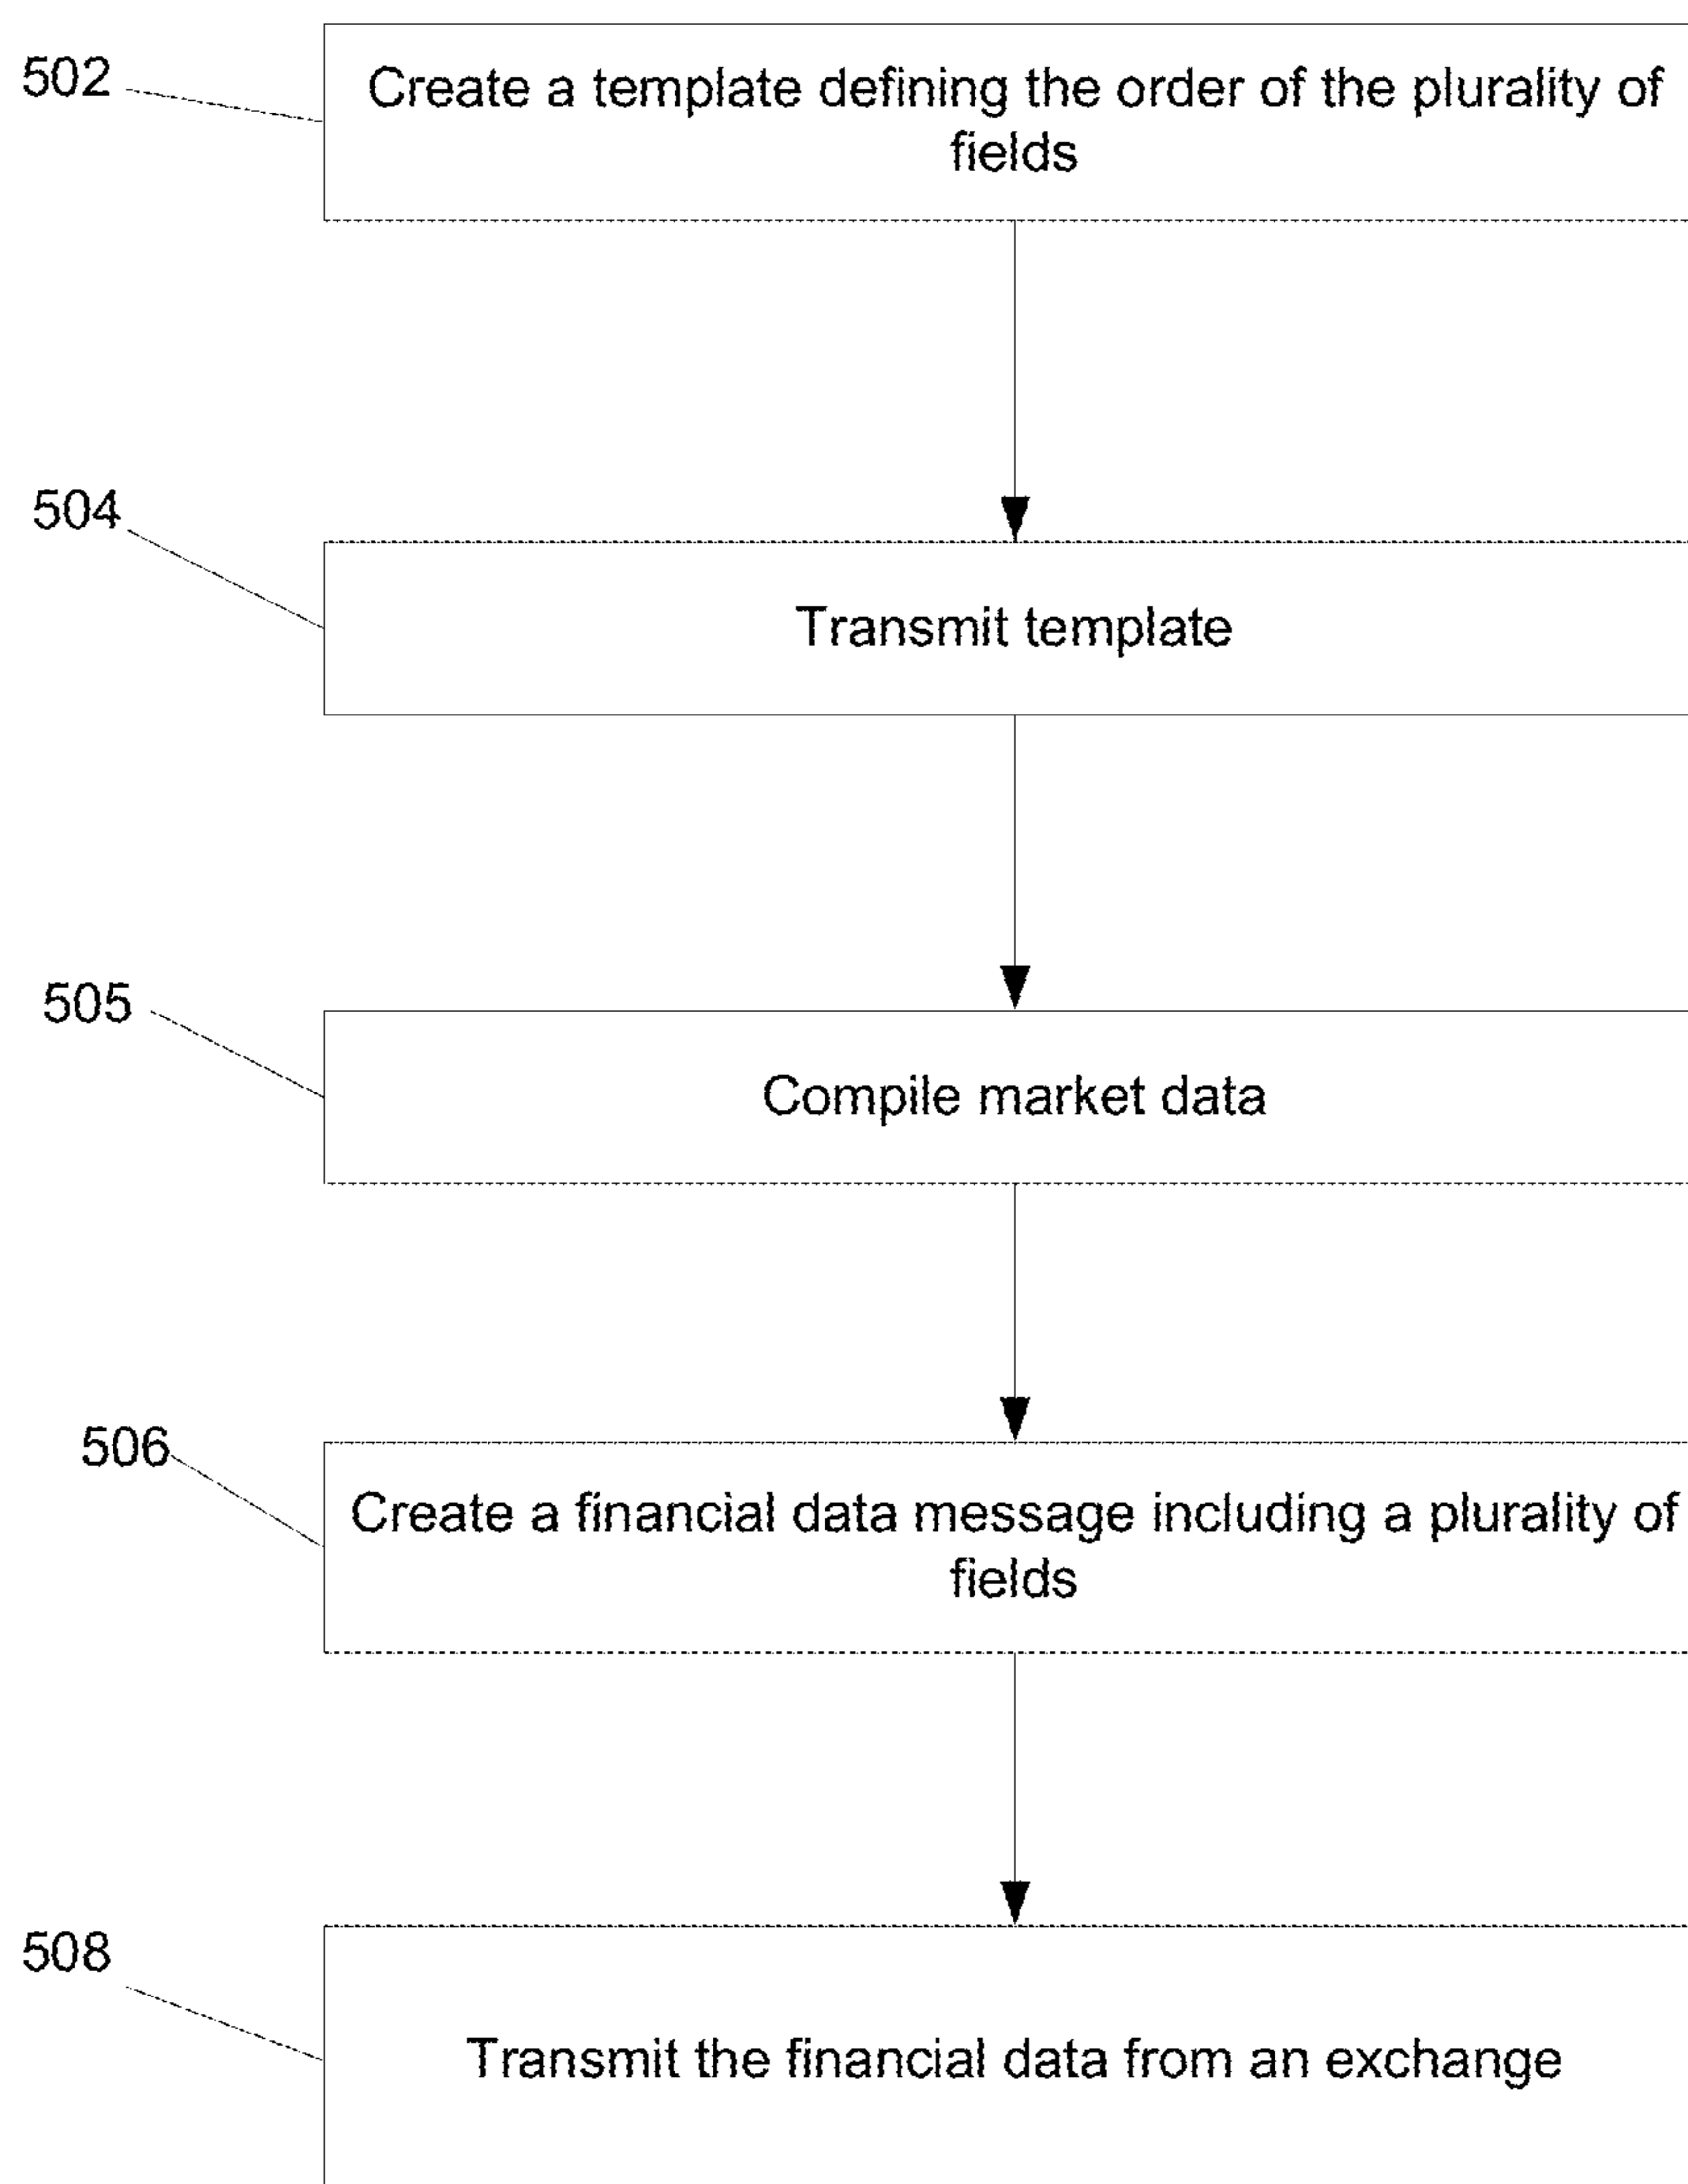 502
Create a template defining the order of the plurality of
fields
504
Transmit template
505
Compile market data
506
Create a financial data message including a plurality of
fields
508
Transmit the financial data from an exchange